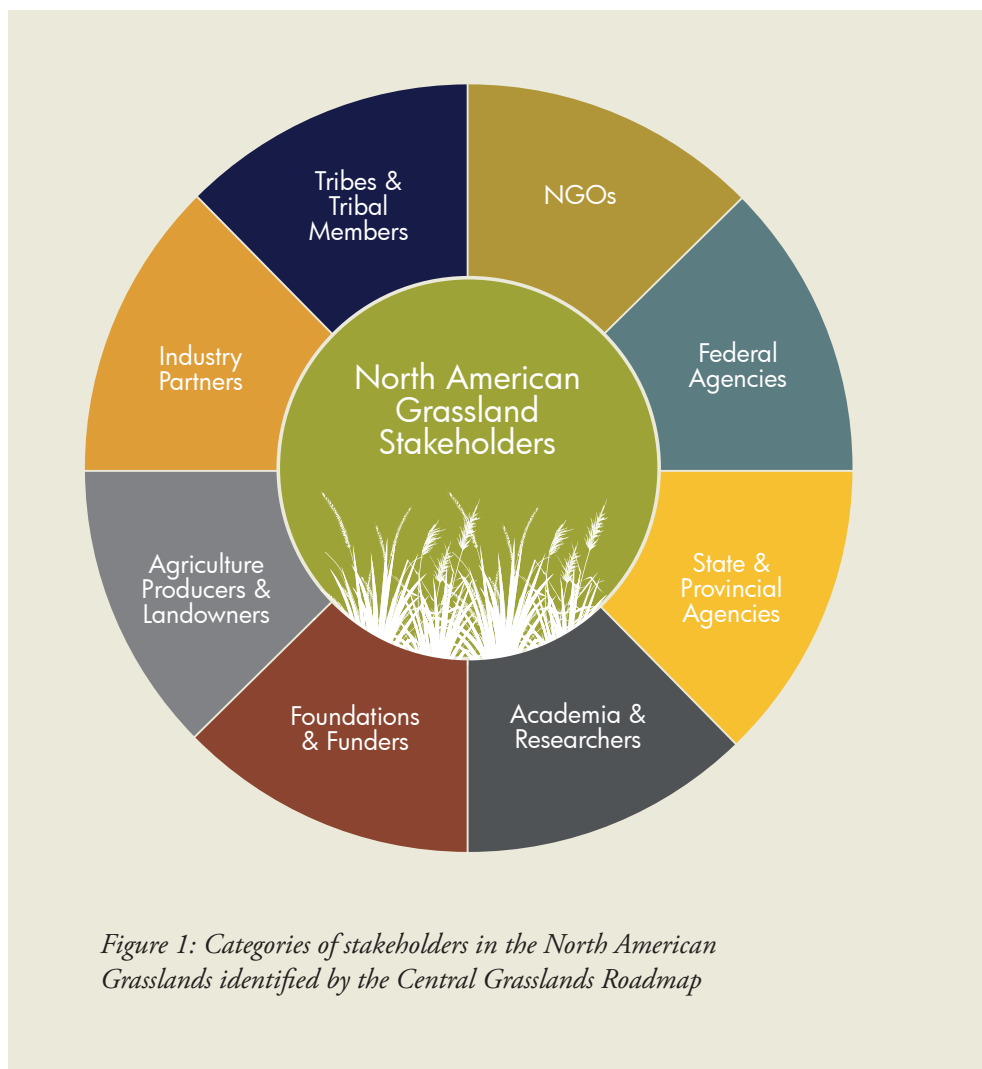 Tribes &
Tribal
Members
NGOs
Federal
Agencies
State &
Provincial
Agencies
Academia &
Researchers
Foundations
& Funders
Agriculture
Producers &
Landowners
Industry
Partners
North American
Grassland
Stakeholders
Figure 1: Categories of stakeholders in the North American
Grasslands identified by the Central Grasslands Roadmap